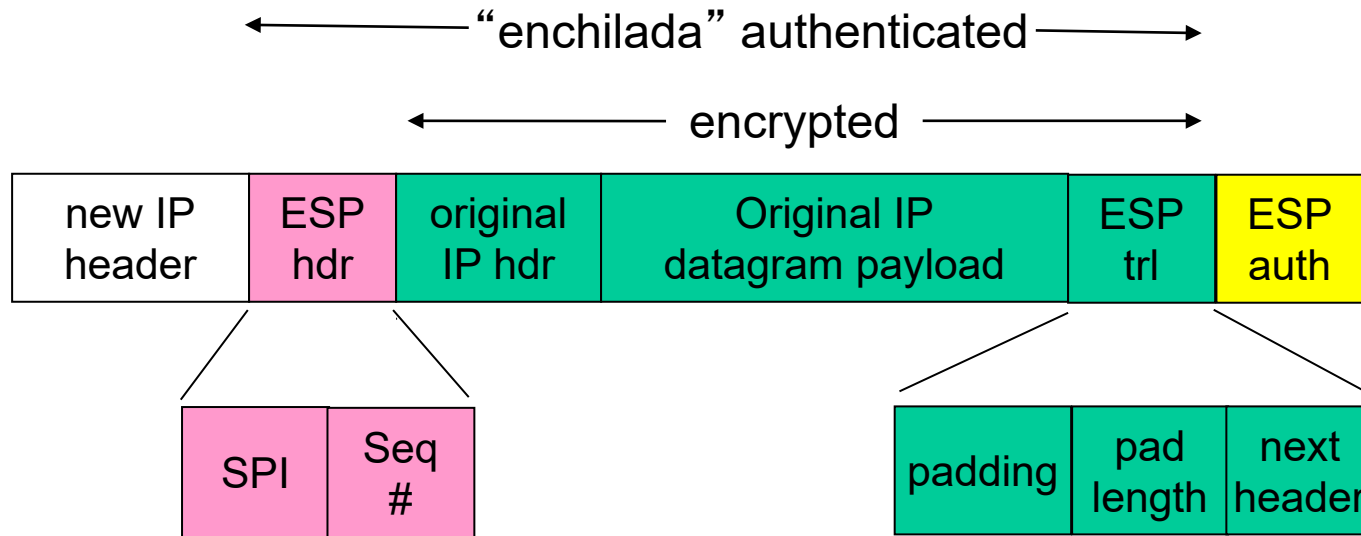 “enchilada” authenticated
encrypted
new IP
header
ESP
hdr
original
IP hdr
Original IP
datagram payload
ESP
trl
ESP
auth
SPI
Seq
#
padding
pad
length
next
header